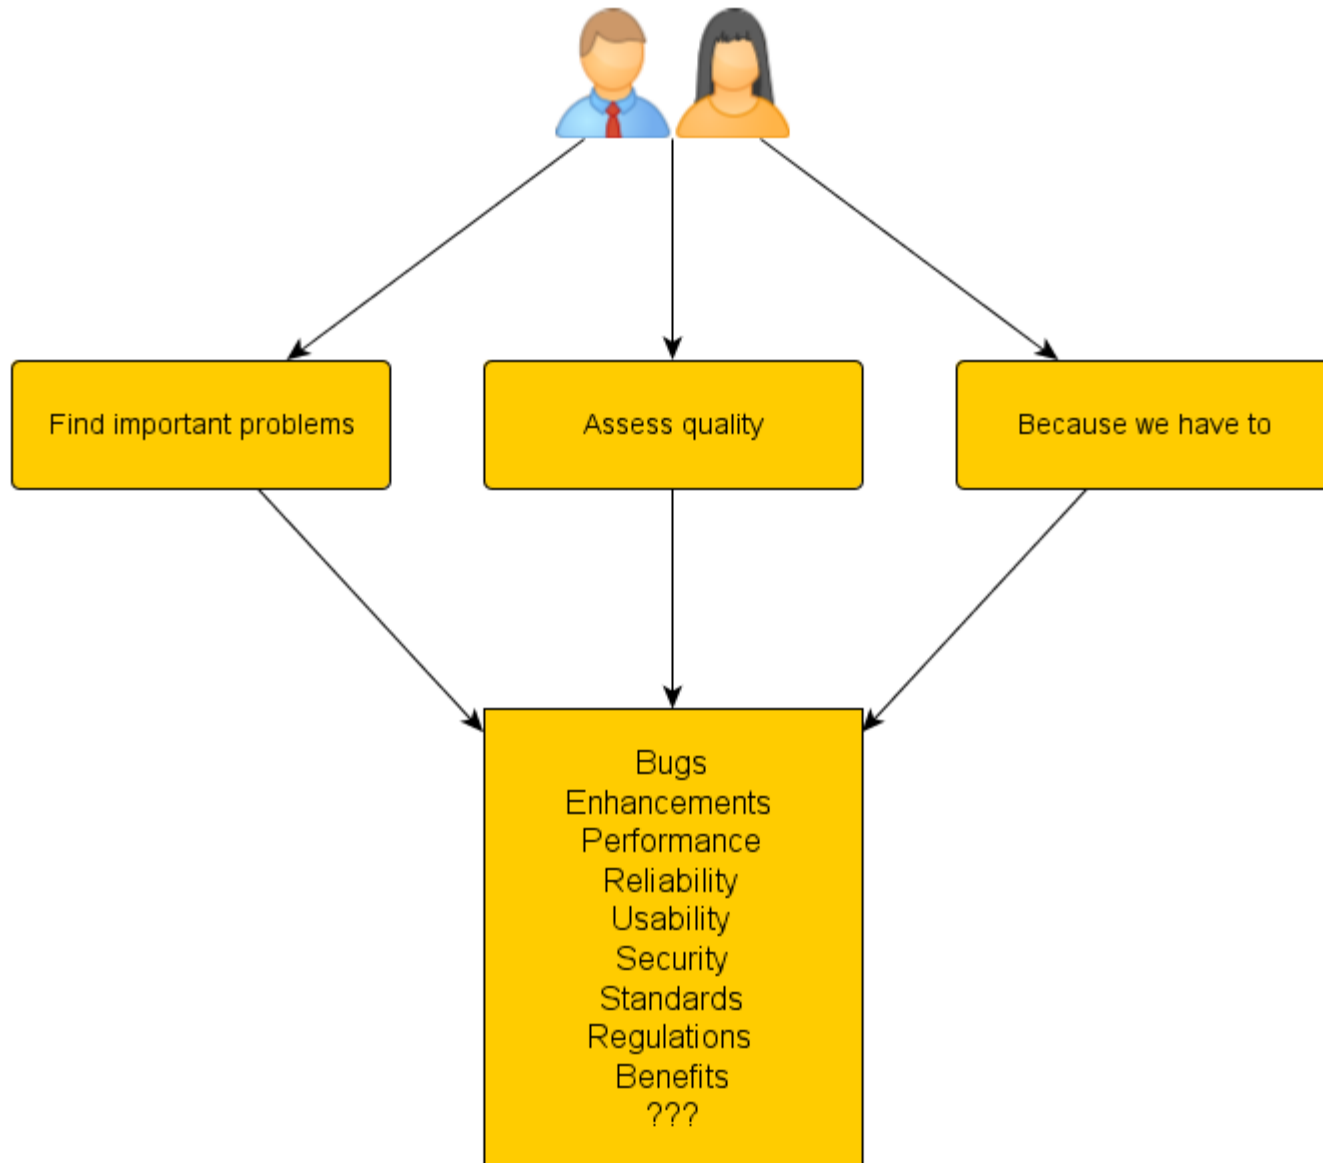 Find important problems
Assess quality
Because we have to
Bugs
Enhancements
Performance
Reliability
Usability
Security
Standards
Regulations
Benefits
???